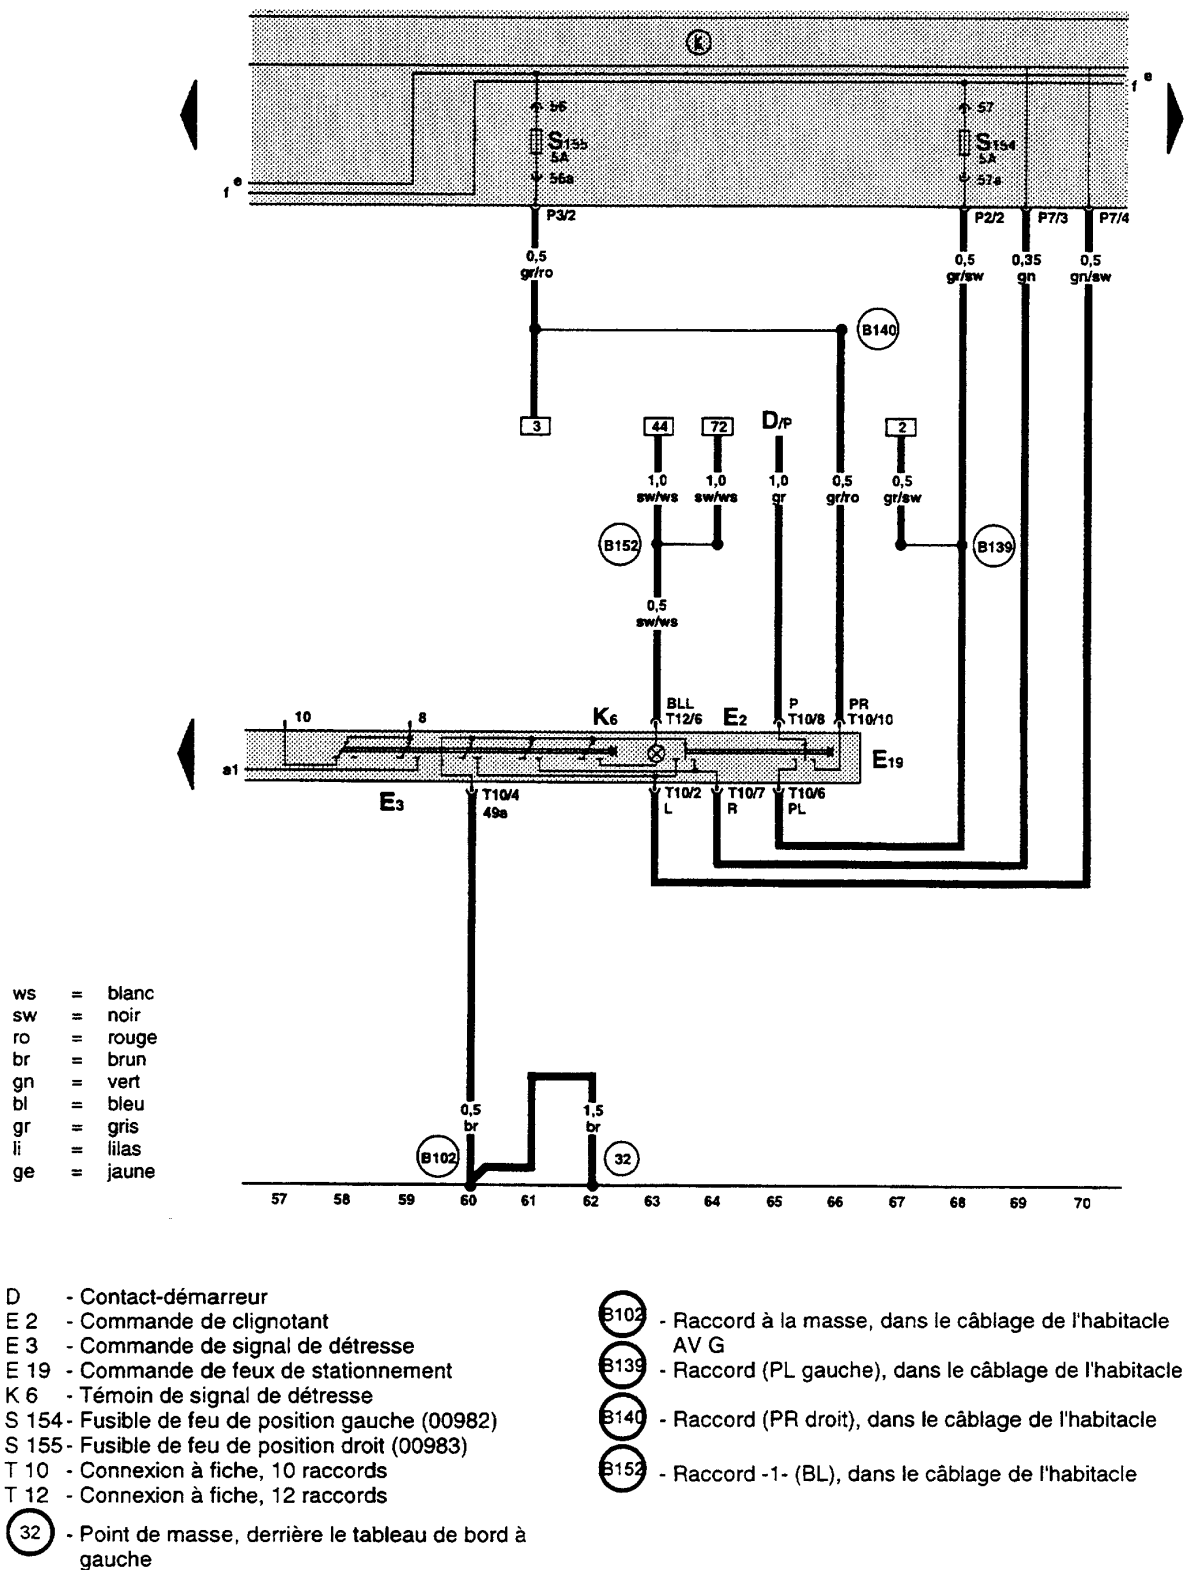 K
e
f
56
57
S155
5A
S154
5A
56a
57a
e
f
P3/2
P2/2
P7/3
P7/4
0,5
gr/ro
0,5
gr/sw
0,35
gn
0,5
gn/sw
B140
3
44
72
D/P
2
1,0
sw/ws
1,0
sw/ws
1,0
gr
0,5
gr/ro
0,5
gr/sw
B152
B139
0,5
sw/ws
10
8
K6
BLL
T12/6
E2
P
T10/8
PR
T10/10
a1
E19
E3
T10/4
49a
T10/2
L
T10/7
R
T10/6
PL
ws = blanc
sw = noir
ro = rouge
br = brun
gn = vert
bl = bleu
gr = gris
li = lilas
ge = jaune
0,5
br
1,5
br
B102
32
57 58 59 60 61 62 63 64 65 66 67 68 69 70
D - Contact-démarreur
E 2 - Commande de clignotant
E 3 - Commande de signal de détresse
E 19 - Commande de feux de stationnement
K 6 - Témoin de signal de détresse
S 154 - Fusible de feu de position gauche (00982)
S 155 - Fusible de feu de position droit (00983)
T 10 - Connexion à fiche, 10 raccords
T 12 - Connexion à fiche, 12 raccords
32 - Point de masse, derrière le tableau de bord à
gauche
B102 - Raccord à la masse, dans le câblage de l'habitacle
AV G
B139 - Raccord (PL gauche), dans le câblage de l'habitacle
B140 - Raccord (PR droit), dans le câblage de l'habitacle
B152 - Raccord -1- (BL), dans le câblage de l'habitacle